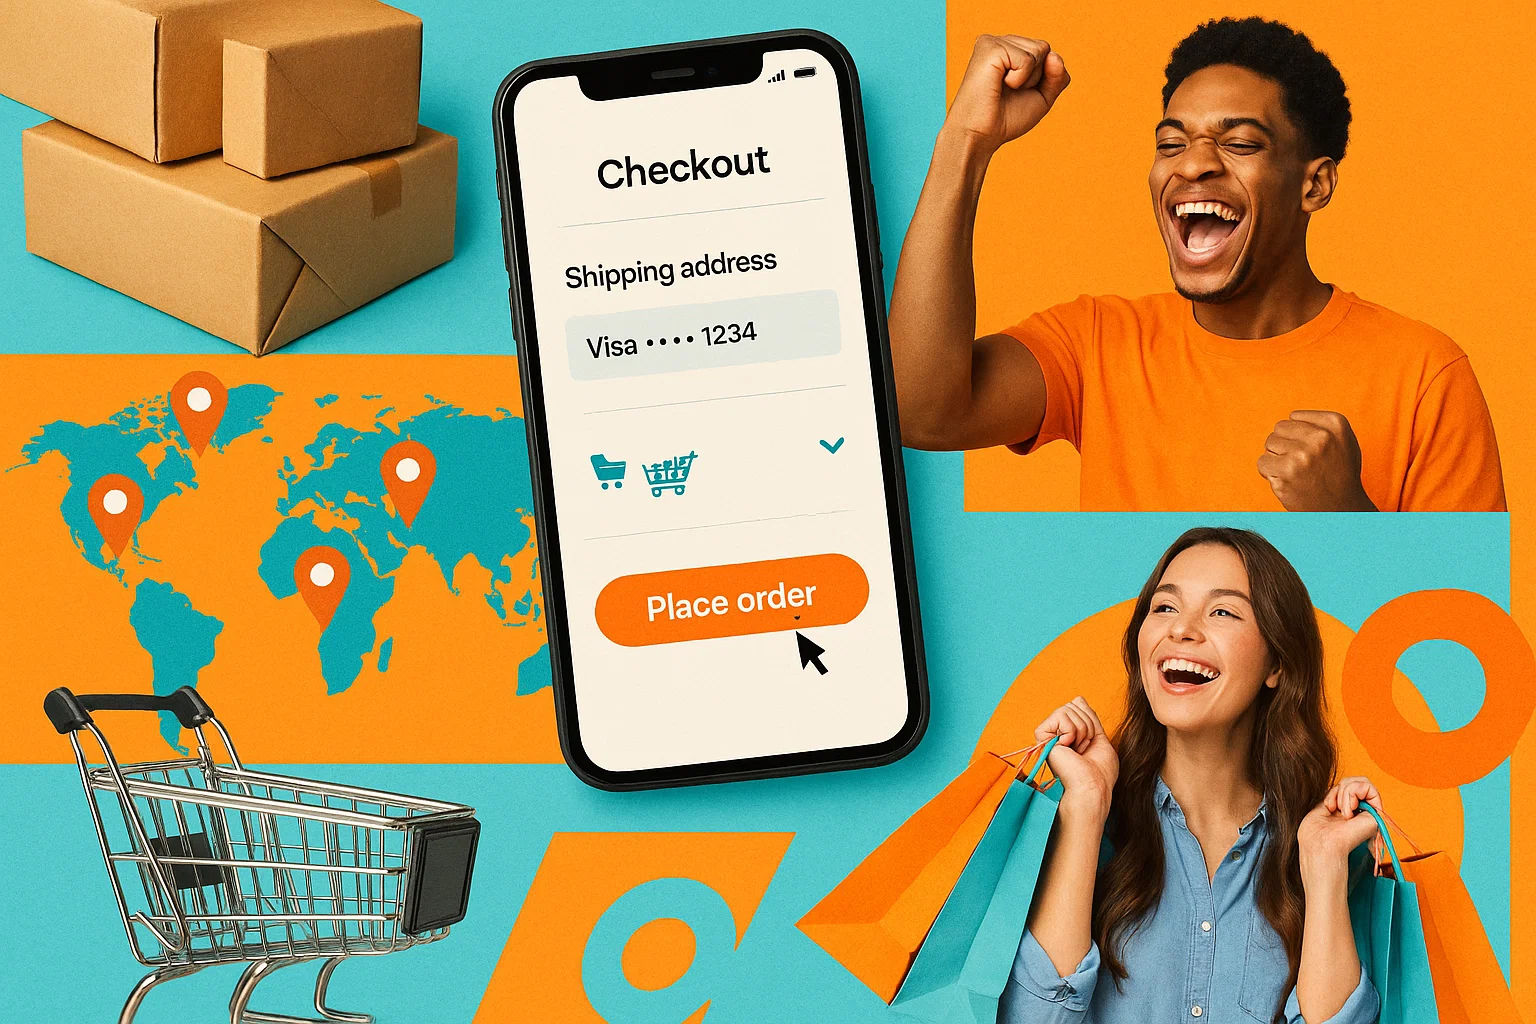 Checkout
Shipping address
Visa •••• 1234
Place order